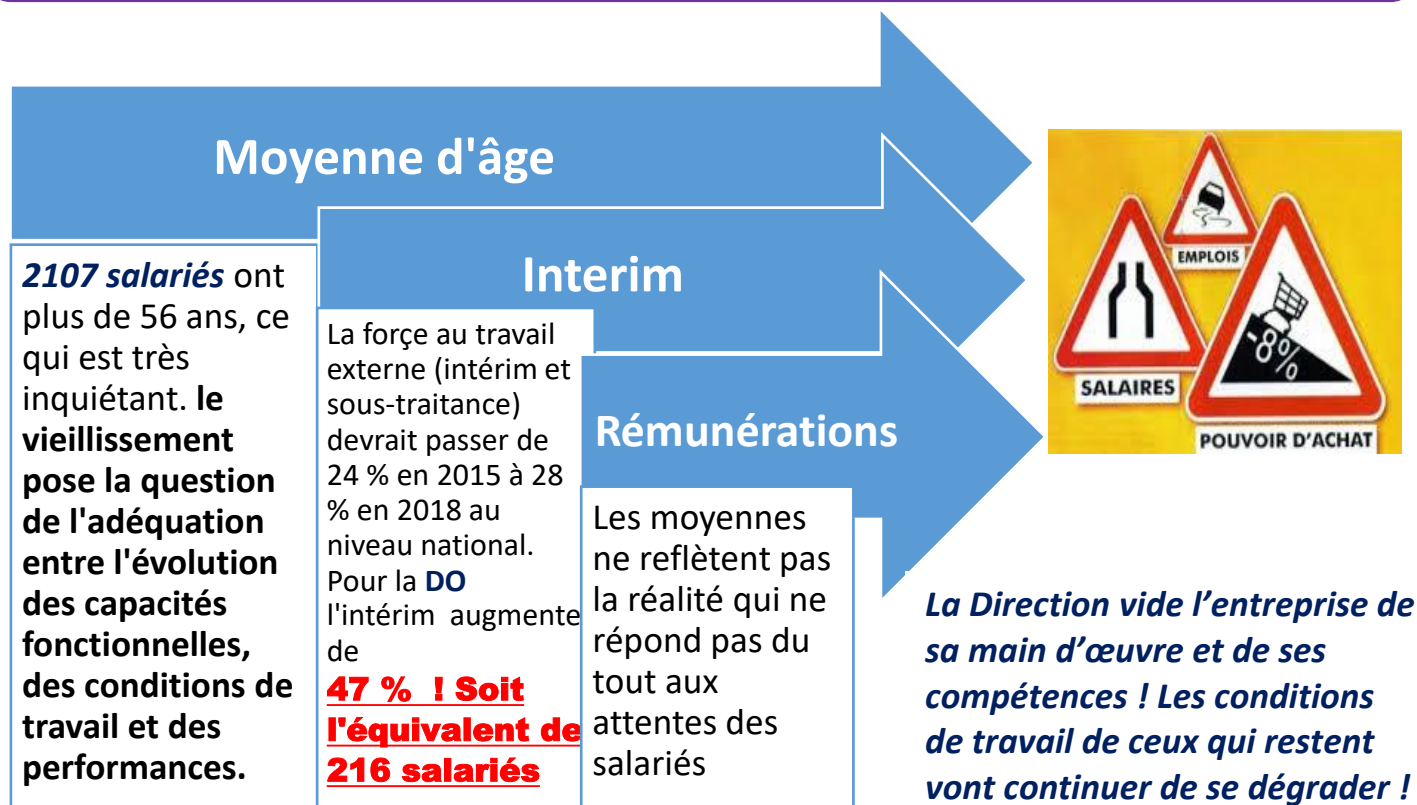 Moyenne d'âge
2107 salariés ont
plus de 56 ans, ce
qui est très
inquiétant. le
vieillissement
pose la question
de l'adéquation
entre l'évolution
des capacités
fonctionnelles,
des conditions de
travail et des
performances.
Interim
La forçe au travail
externe (intérim et
sous-traitance)
devrait passer de
24 % en 2015 à 28
% en 2018 au
niveau national.
Pour la DO
l'intérim augmente
de
47 % ! Soit
l'équivalent de
216 salariés
Rémunérations
Les moyennes
ne reflètent pas
la réalité qui ne
répond pas du
tout aux
attentes des
salariés
EMPLOIS
SALAIRES
-8%
POUVOIR D'ACHAT
La Direction vide l’entreprise de
sa main d’œuvre et de ses
compétences ! Les conditions
de travail de ceux qui restent
vont continuer de se dégrader !